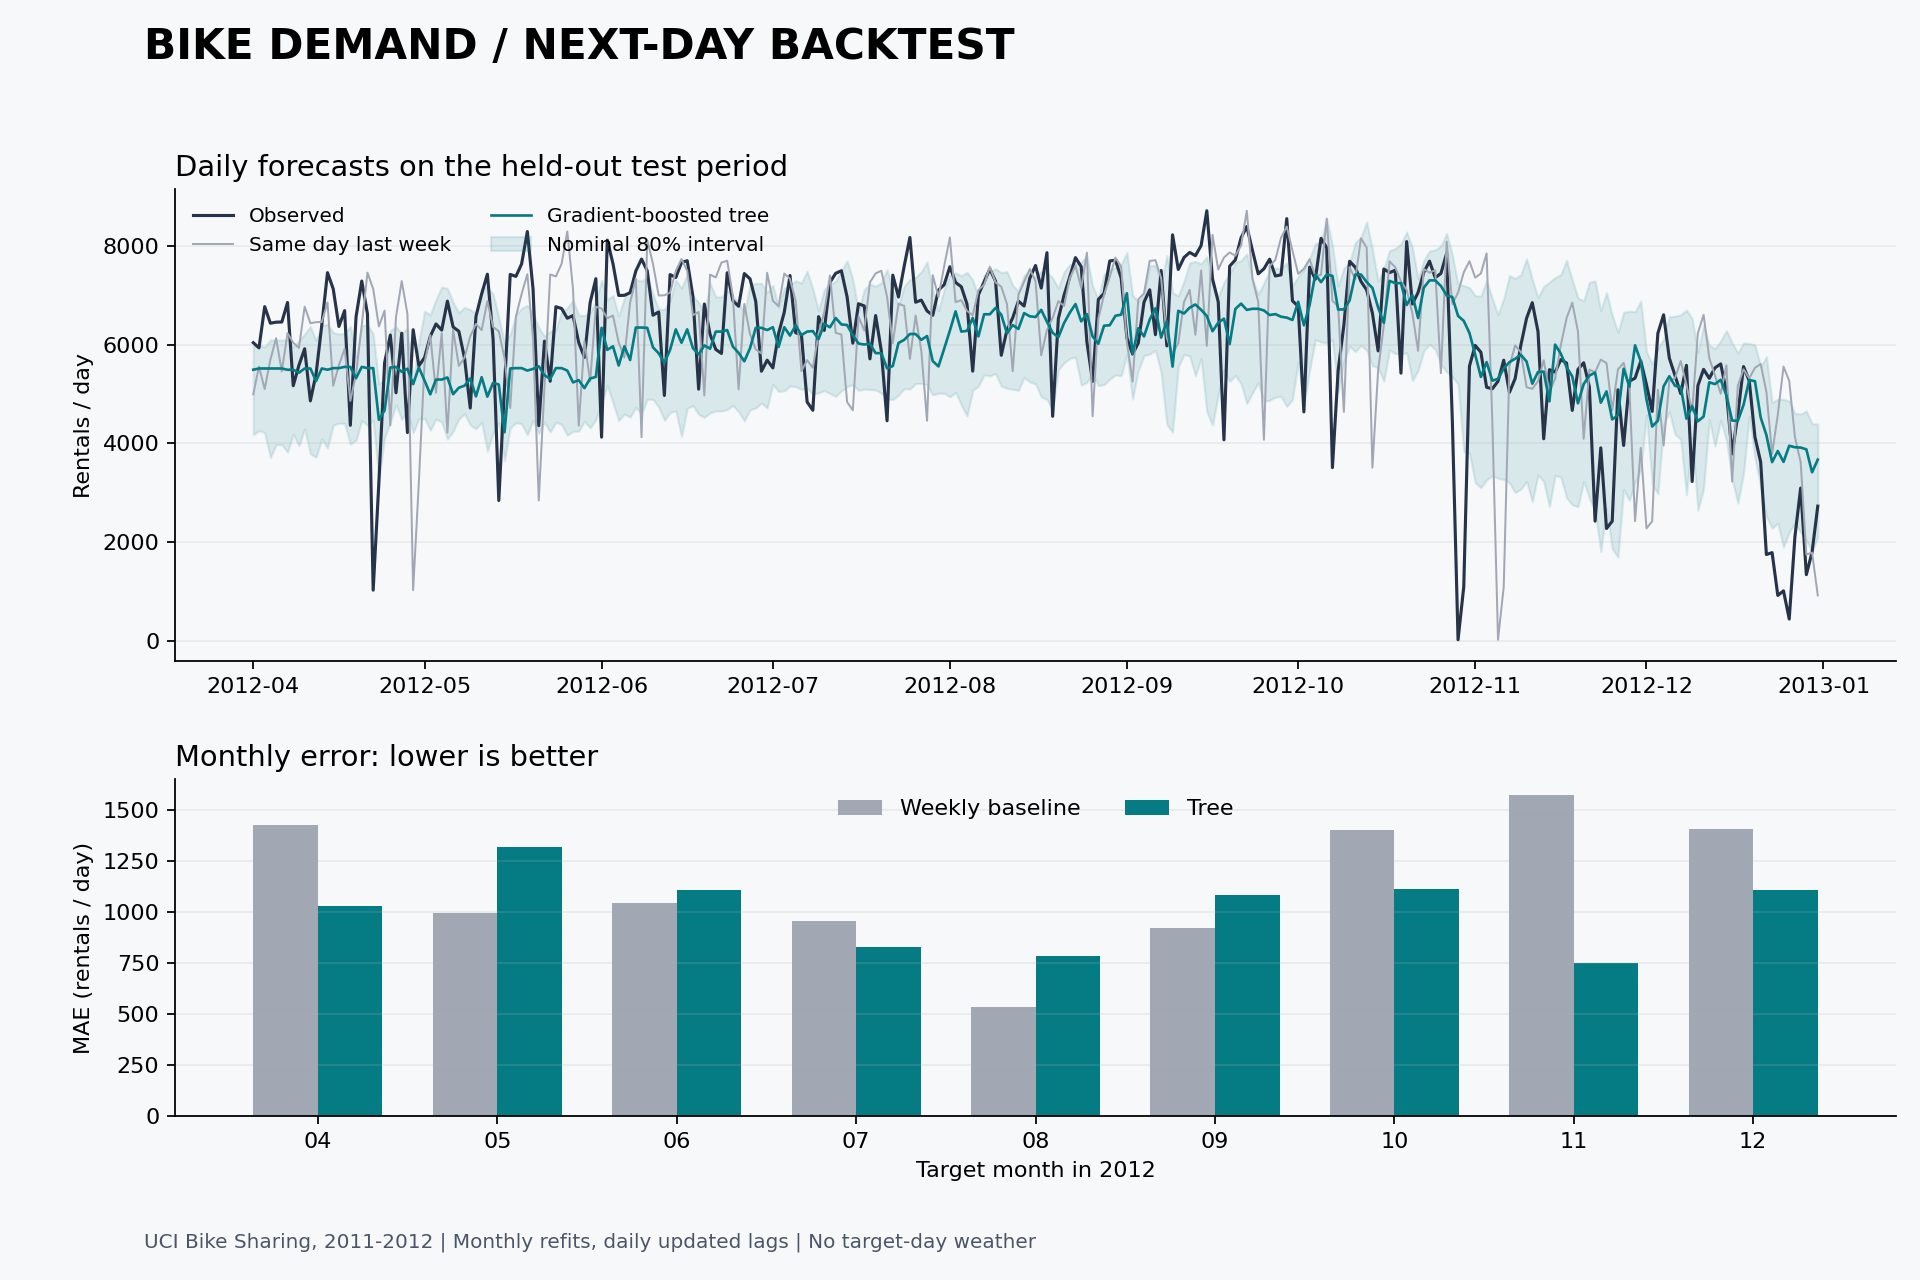 BIKE DEMAND / NEXT-DAY BACKTEST
Daily forecasts on the held-out test period
Observed
Same day last week
Gradient-boosted tree
Nominal 80% interval
Rentals / day
8000
6000
4000
2000
0
2012-04 2012-05 2012-06 2012-07 2012-08 2012-09 2012-10 2012-11 2012-12 2013-01
Monthly error: lower is better
Weekly baseline Tree
MAE (rentals / day)
1500
1250
1000
750
500
250
0
04 05 06 07 08 09 10 11 12
Target month in 2012
UCI Bike Sharing, 2011-2012 | Monthly refits, daily updated lags | No target-day weather